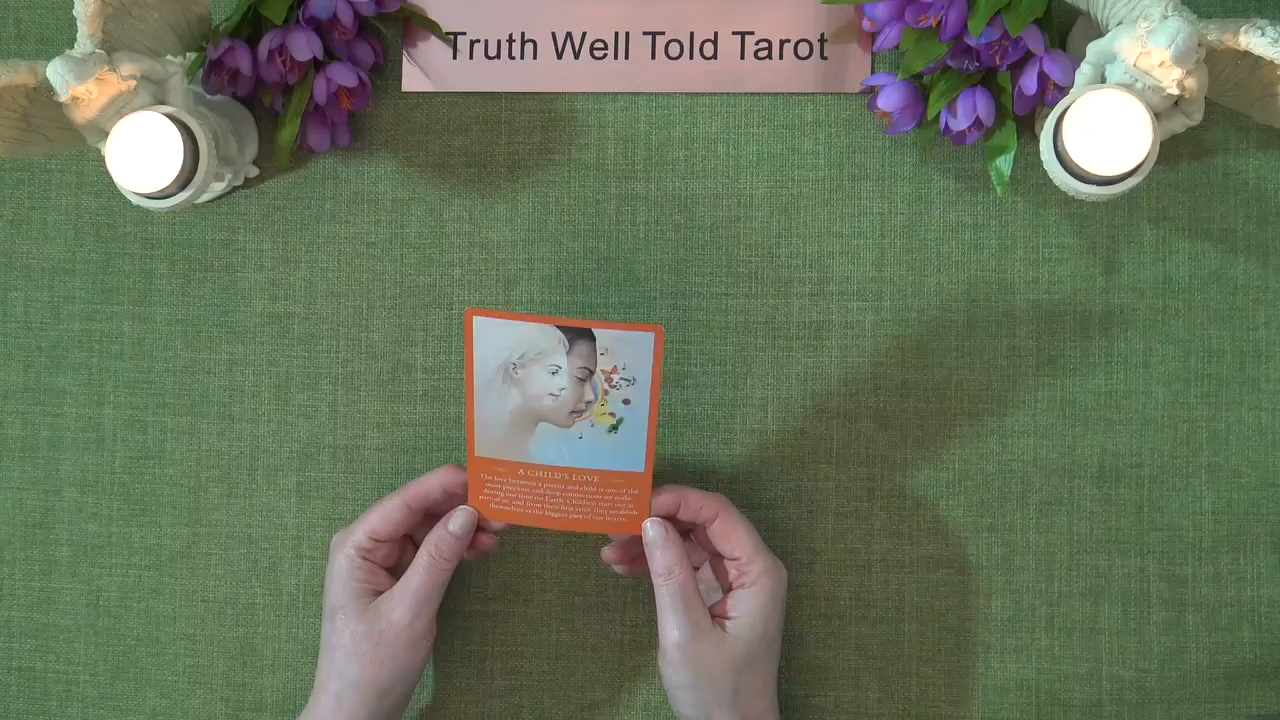 Truth Well Told Tarot
A CHILD'S LOVE
The love between a parent and child is one of the
most precious and deep connections we make
during our time on Earth. Children start out as
part of us, and from their first cries, they establish
themselves as the biggest part of our hearts.